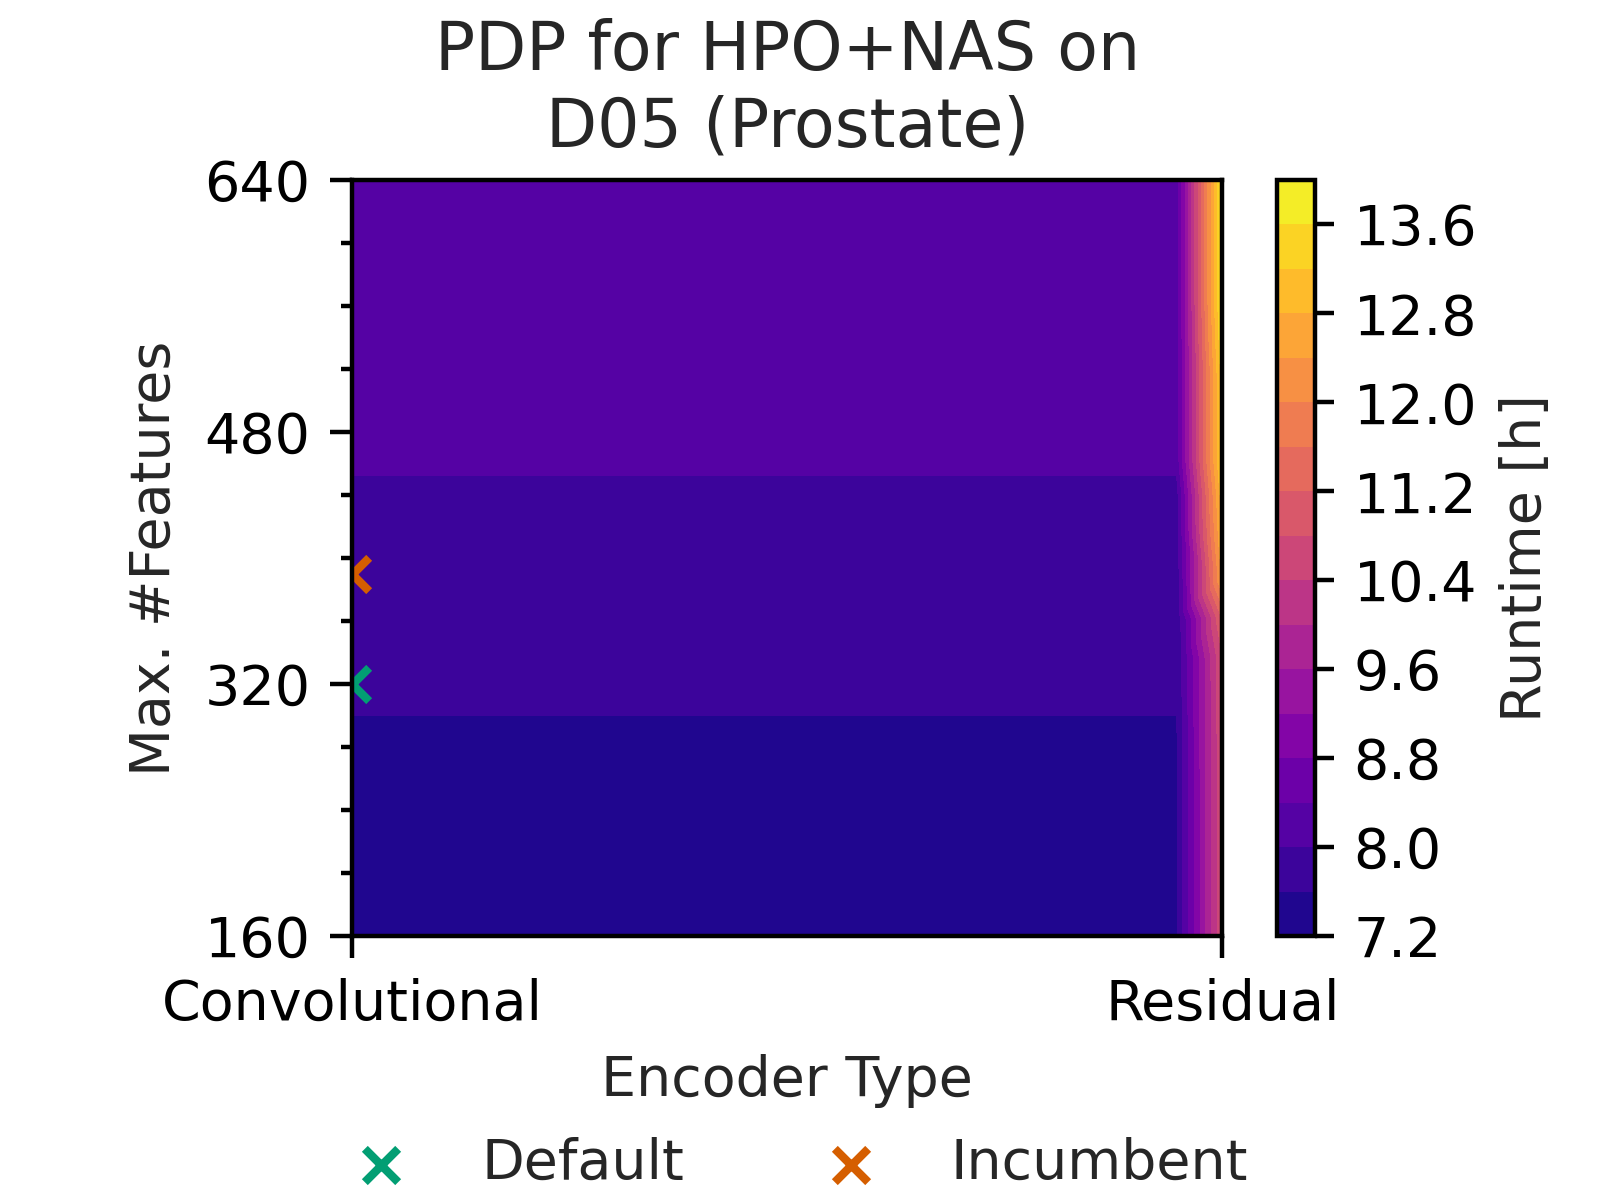 PDP for HPO+NAS on
D05 (Prostate)
640
480
320
160
Max. #Features
Convolutional
Residual
Encoder Type
13.6
12.8
12.0
11.2
10.4
9.6
8.8
8.0
7.2
Runtime [h]
Default
Incumbent